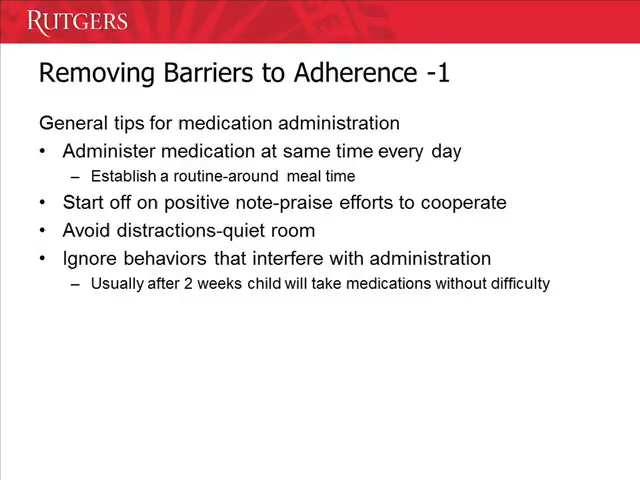 RUTGERS
Removing Barriers to Adherence -1
General tips for medication administration
• Administer medication at same time every day
– Establish a routine-around meal time
• Start off on positive note-praise efforts to cooperate
• Avoid distractions-quiet room
• Ignore behaviors that interfere with administration
– Usually after 2 weeks child will take medications without difficulty